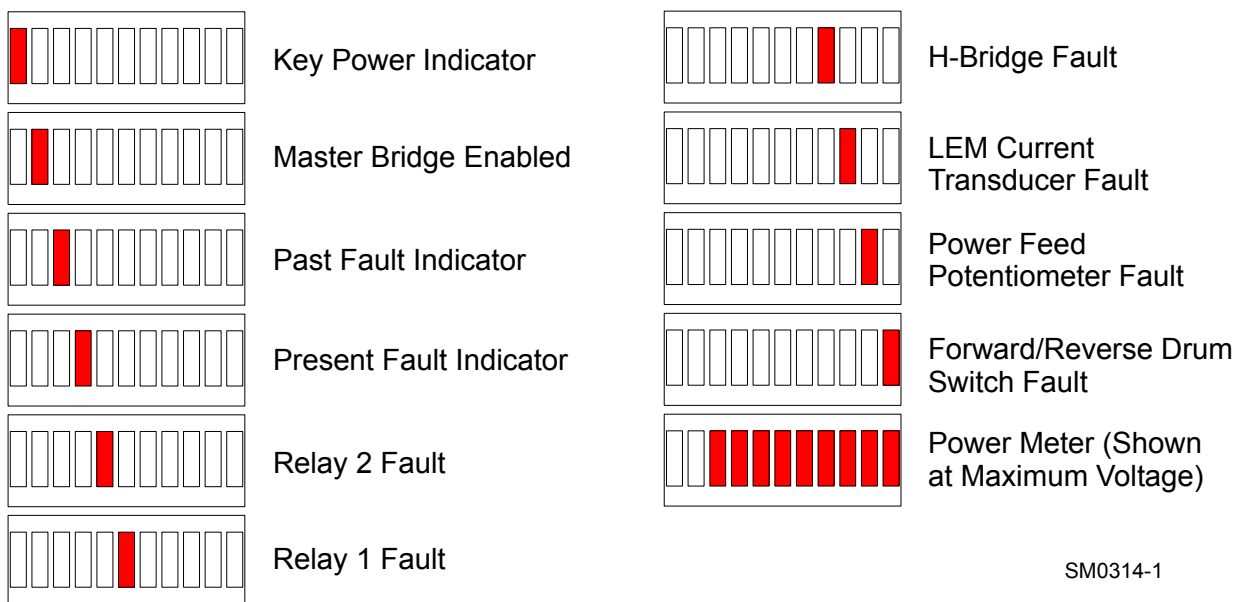 Key Power Indicator
Master Bridge Enabled
Past Fault Indicator
Present Fault Indicator
Relay 2 Fault
Relay 1 Fault
H-Bridge Fault
LEM Current
Transducer Fault
Power Feed
Potentiometer Fault
Forward/Reverse Drum
Switch Fault
Power Meter (Shown
at Maximum Voltage)
SM0314-1